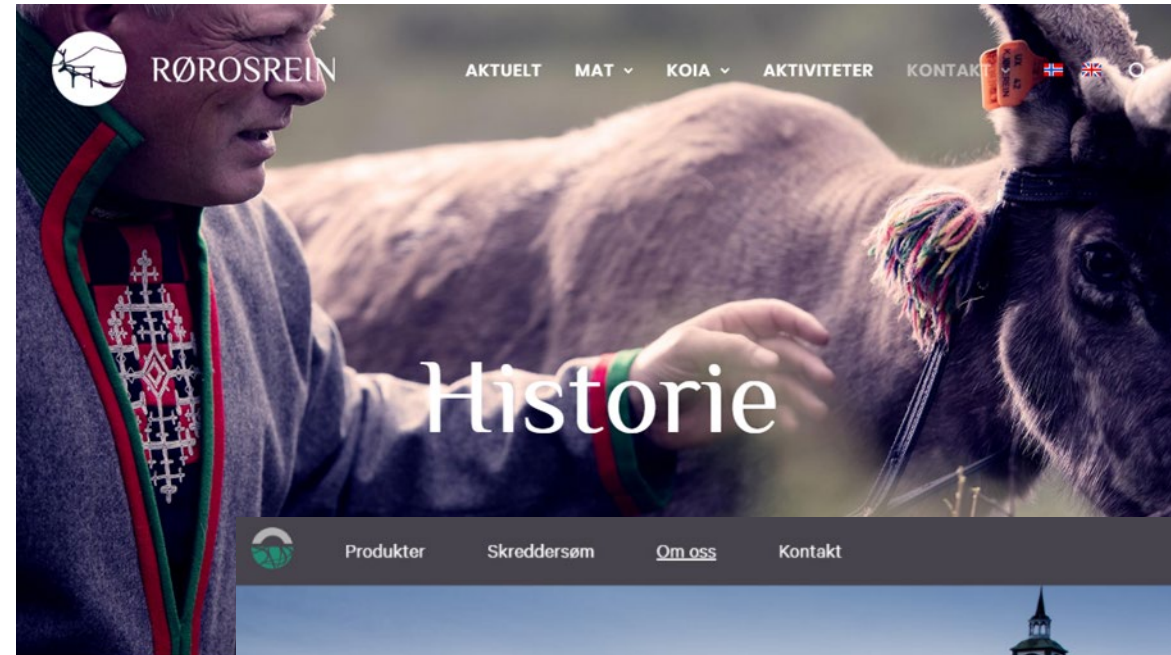 RØROSREIN
AKTUELT MAT KOIA AKTIVITETER KONTAKT
Historie
Produkter Skreddersøm Om oss Kontakt